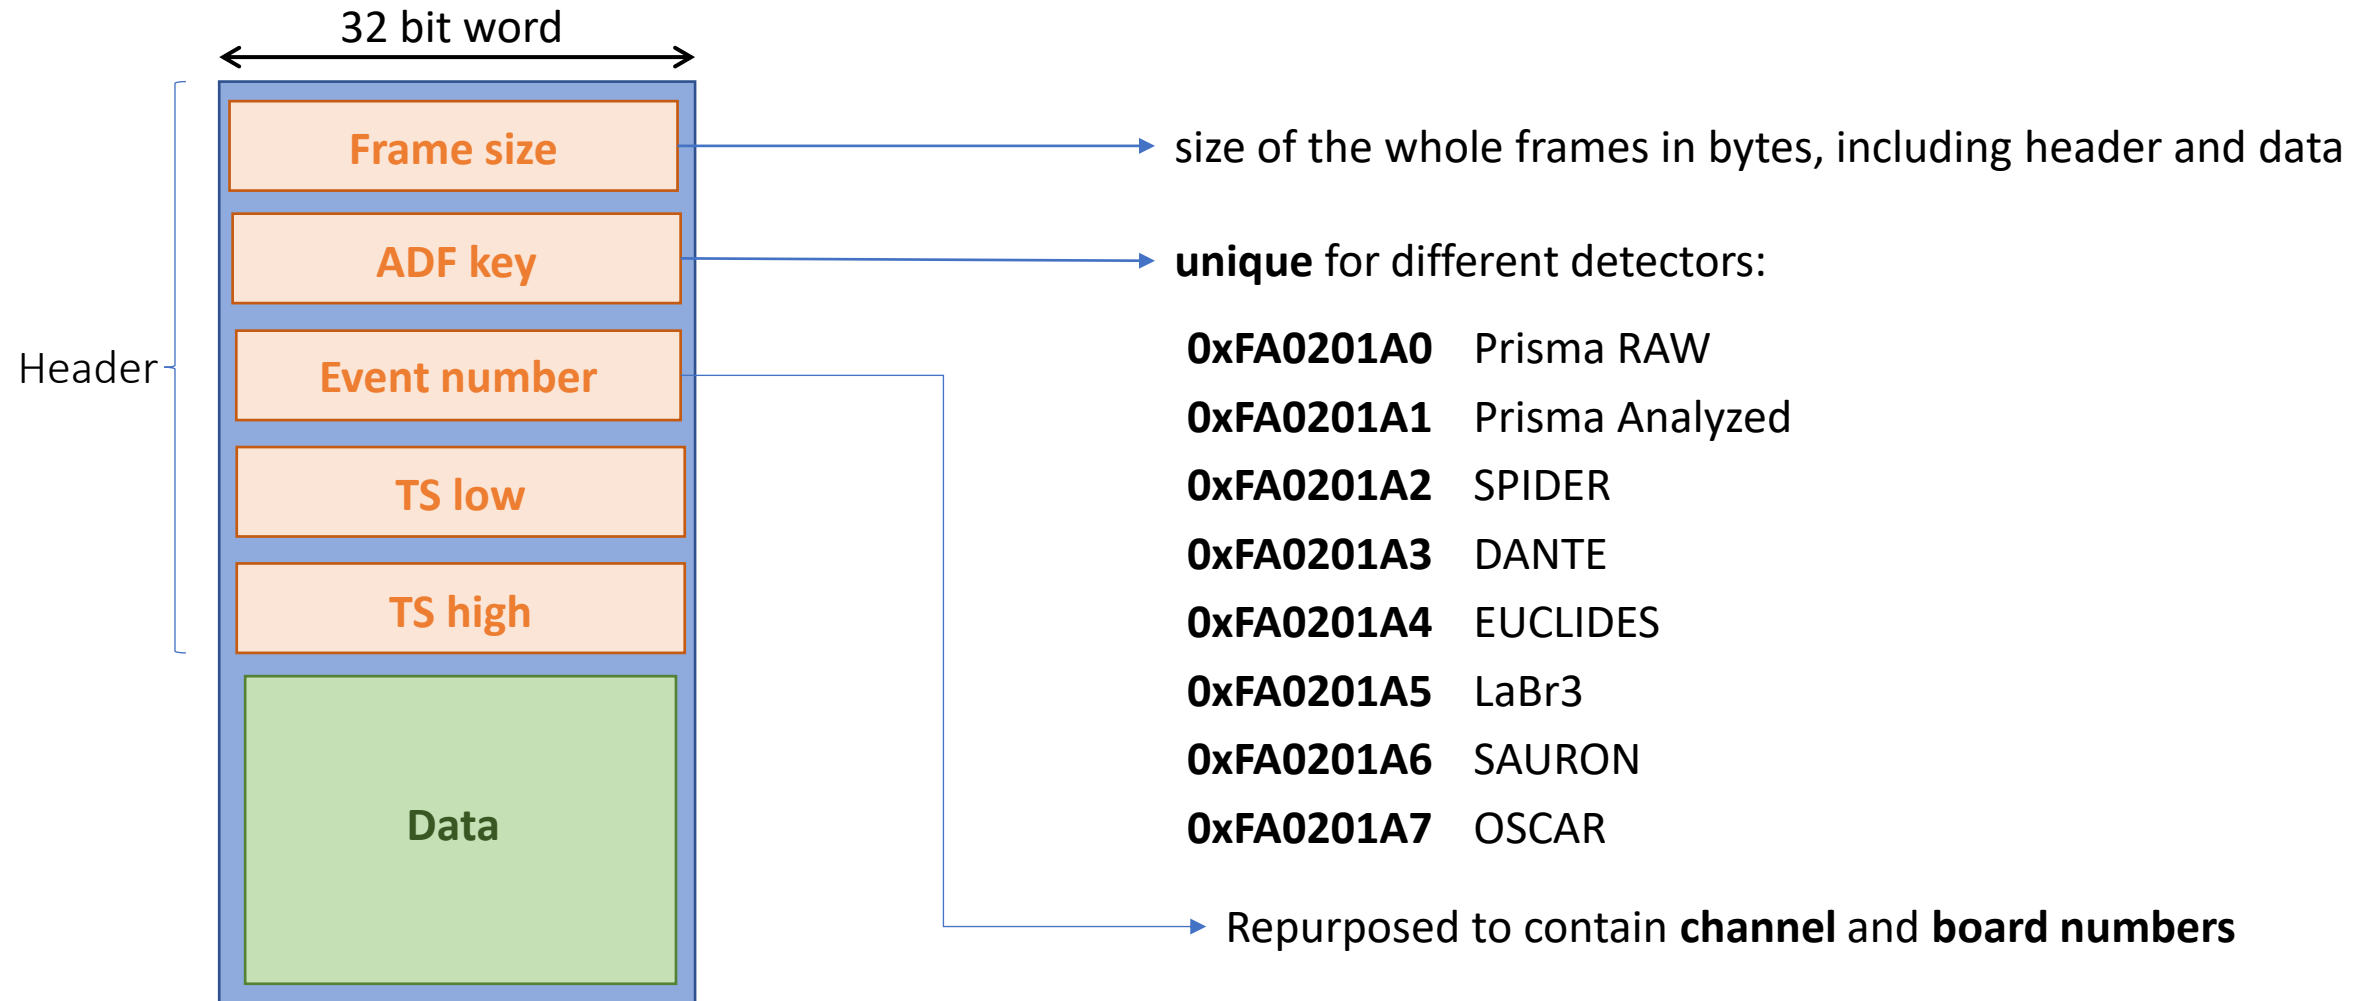 32 bit word
Header
Frame size
size of the whole frames in bytes, including header and data
ADF key
unique for different detectors:
0xFA0201A0 Prisma RAW
0xFA0201A1 Prisma Analyzed
0xFA0201A2 SPIDER
0xFA0201A3 DANTE
0xFA0201A4 EUCLIDES
0xFA0201A5 LaBr3
0xFA0201A6 SAURON
0xFA0201A7 OSCAR
Event number
Repurposed to contain channel and board numbers
TS low
TS high
Data